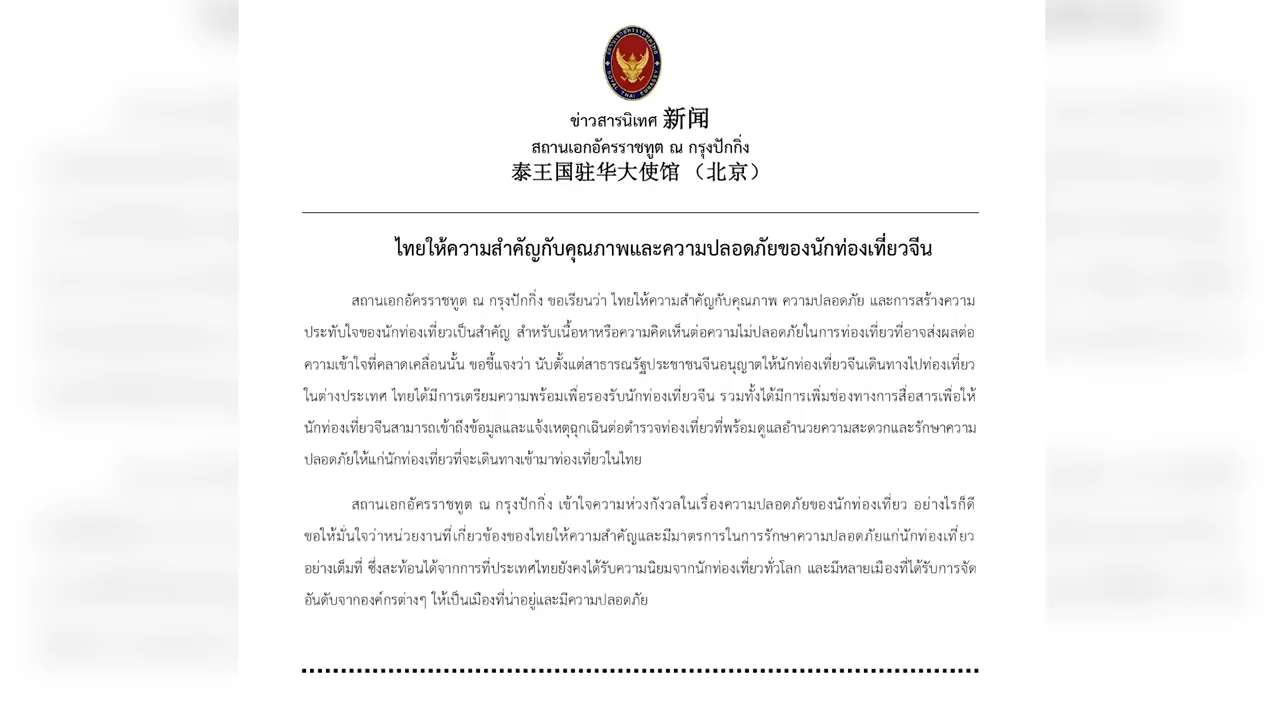 สถานเอกอัครราชทูต
ROYAL THAI EMBASSY
ข่าวสารนิเทศ 新闻
สถานเอกอัครราชทูต ณ กรุงปักกิ่ง
泰王国驻华大使馆 （北京）
ไทยให้ความสำคัญกับคุณภาพและความปลอดภัยของนักท่องเที่ยวจีน
สถานเอกอัครราชทูต ณ กรุงปักกิ่ง ขอเรียนว่า ไทยให้ความสำคัญกับคุณภาพ ความปลอดภัย และการสร้างความ
ประทับใจของนักท่องเที่ยวเป็นสำคัญ สำหรับเนื้อหาหรือความคิดเห็นต่อความไม่ปลอดภัยในการท่องเที่ยวที่อาจส่งผลต่อ
ความเข้าใจที่คลาดเคลื่อนนั้น ขอชี้แจงว่า นับตั้งแต่สาธารณรัฐประชาชนจีนอนุญาตให้นักท่องเที่ยวจีนเดินทางไปท่องเที่ยว
ในต่างประเทศ ไทยได้มีการเตรียมความพร้อมเพื่อรองรับนักท่องเที่ยวจีน รวมทั้งได้มีการเพิ่มช่องทางการสื่อสารเพื่อให้
นักท่องเที่ยวจีนสามารถเข้าถึงข้อมูลและแจ้งเหตุฉุกเฉินต่อตำรวจท่องเที่ยวที่พร้อมดูแลอำนวยความสะดวกและรักษาความ
ปลอดภัยให้แก่นักท่องเที่ยวที่จะเดินทางเข้ามาท่องเที่ยวในไทย
สถานเอกอัครราชทูต ณ กรุงปักกิ่ง เข้าใจความห่วงกังวลในเรื่องความปลอดภัยของนักท่องเที่ยว อย่างไรก็ดี
ขอให้มั่นใจว่าหน่วยงานที่เกี่ยวข้องของไทยให้ความสำคัญและมีมาตรการในการรักษาความปลอดภัยแก่นักท่องเที่ยว
อย่างเต็มที่ ซึ่งสะท้อนได้จากการที่ประเทศไทยยังคงได้รับความนิยมจากนักท่องเที่ยวทั่วโลก และมีหลายเมืองที่ได้รับการจัด
อันดับจากองค์กรต่างๆ ให้เป็นเมืองที่น่าอยู่และมีความปลอดภัย